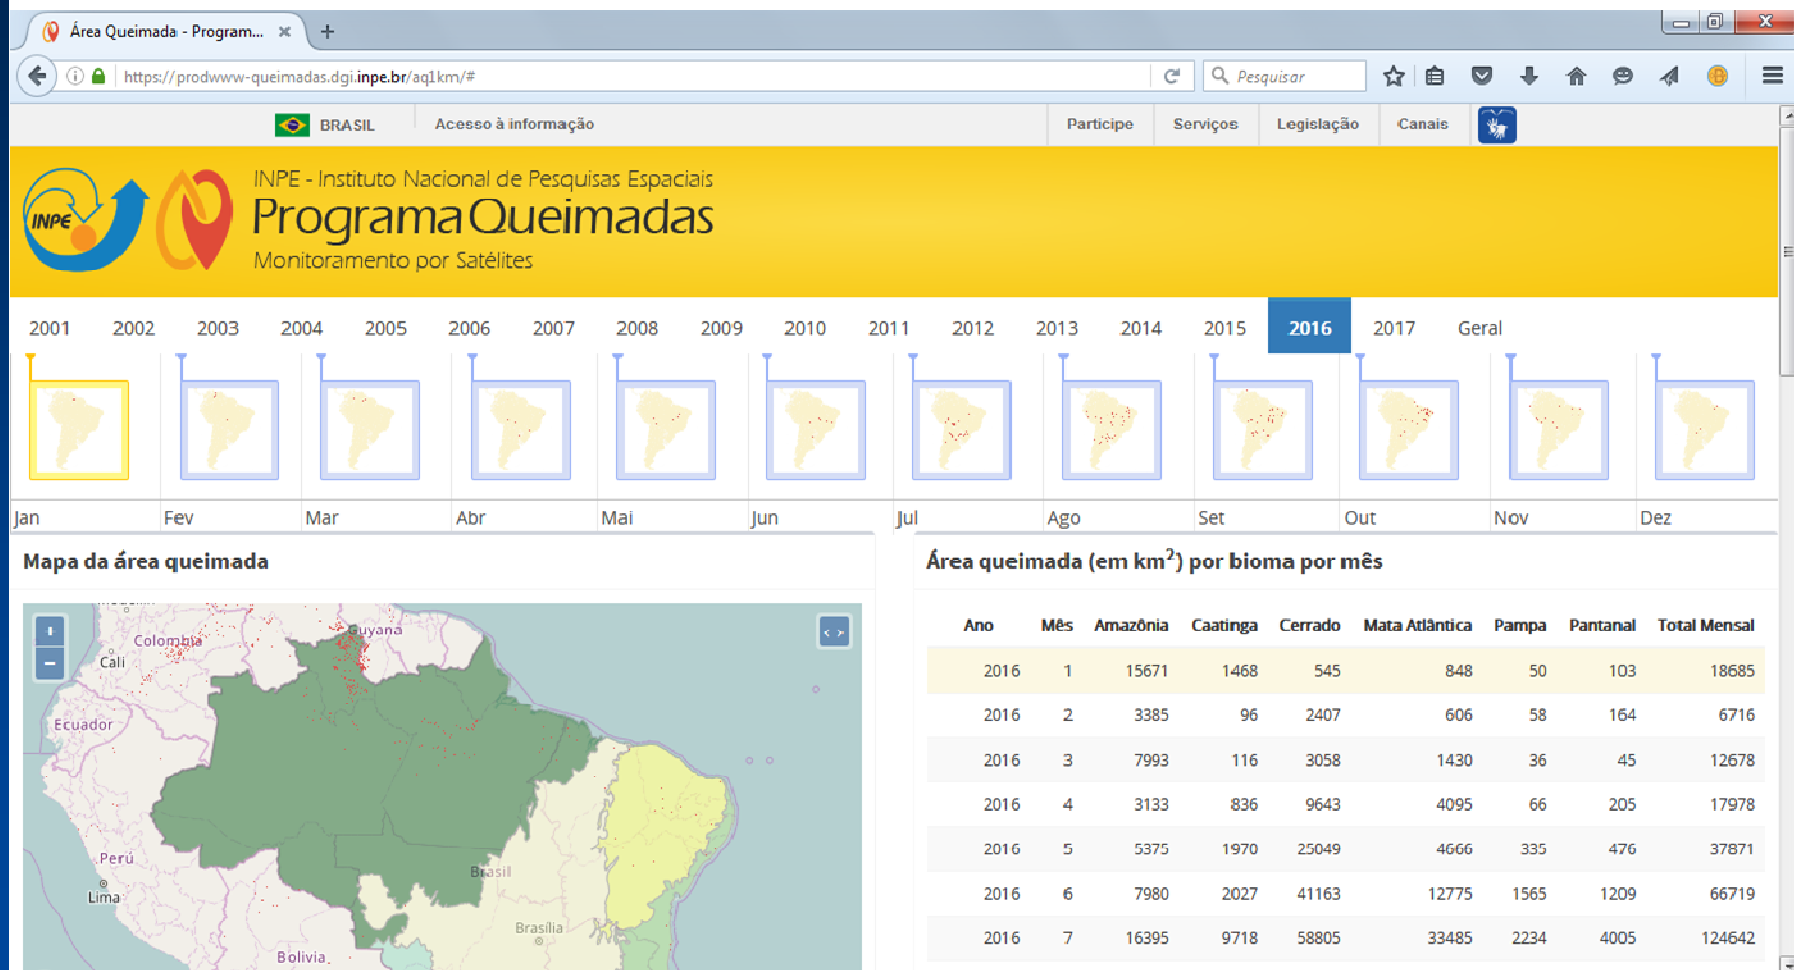 Área Queimada - Program...
https://prodwww-queimadas.dgi.inpe.br/aq1km/#
Pesquisar
BRASIL Acesso à informação Participe Serviços Legislação Canais
INPE
INPE - Instituto Nacional de Pesquisas Espaciais
Programa Queimadas
Monitoramento por Satélites
2001 2002 2003 2004 2005 2006 2007 2008 2009 2010 2011 2012 2013 2014 2015 2016 2017 Geral
Jan Fev Mar Abr Mai Jun Jul Ago Set Out Nov Dez
Mapa da área queimada
Colombia
Guyana
Cali
Ecuador
Perú
Lima
Brasil
Brasília
Bolivia
Área queimada (em km²) por bioma por mês
Ano Mês Amazônia Caatinga Cerrado Mata Atlântica Pampa Pantanal Total Mensal
2016 1 15671 1468 545 848 50 103 18685
2016 2 3385 96 2407 606 58 164 6716
2016 3 7993 116 3058 1430 36 45 12678
2016 4 3133 836 9643 4095 66 205 17978
2016 5 5375 1970 25049 4666 335 476 37871
2016 6 7980 2027 41163 12775 1565 1209 66719
2016 7 16395 9718 58805 33485 2234 4005 124642